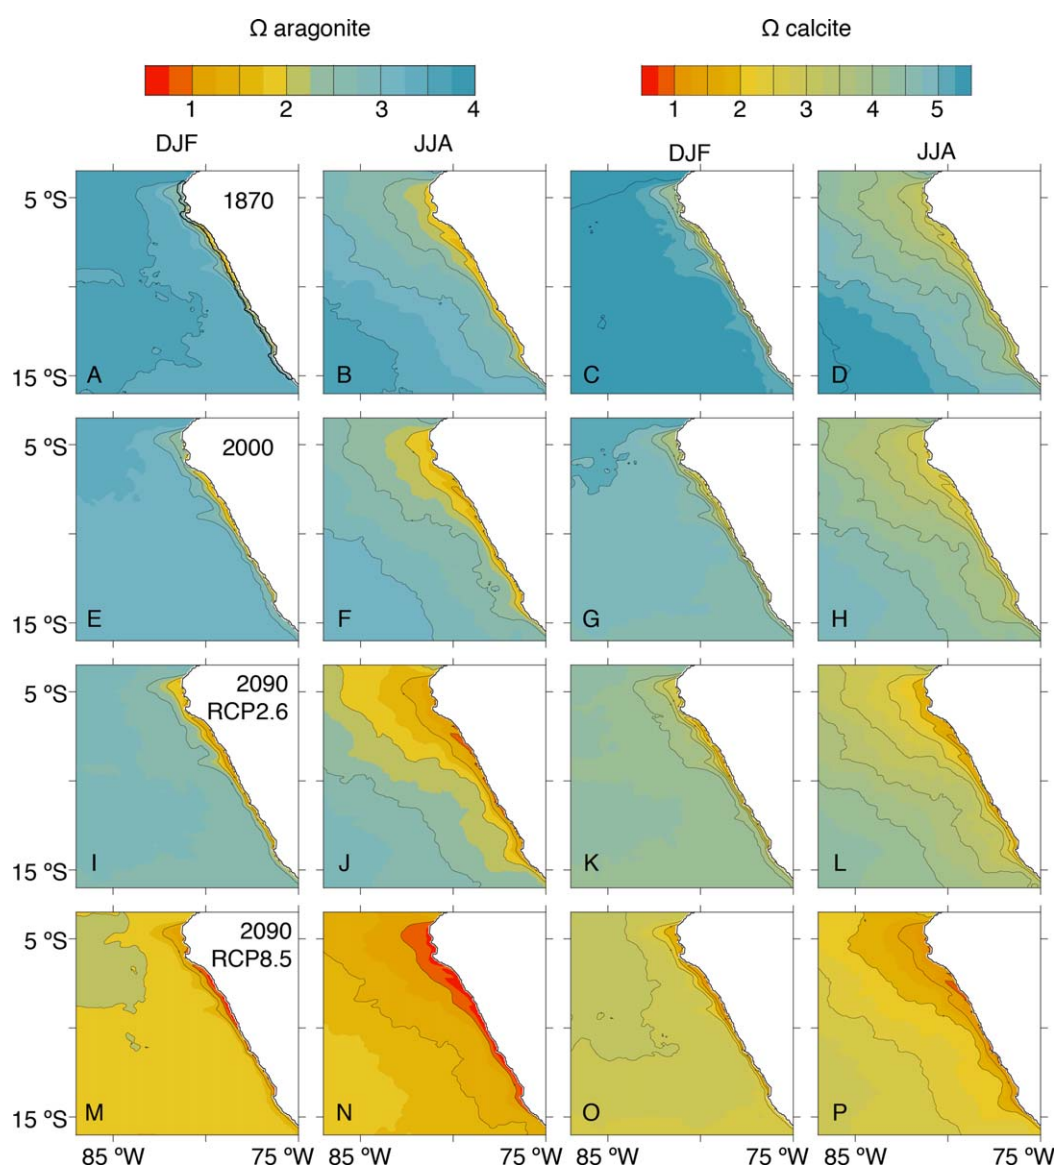 Ω aragonite
Ω calcite
1 2 3 4
1 2 3 4 5
DJF JJA DJF JJA
5 ºS
1870
15 ºS
A B C D
5 ºS
2000
15 ºS
E F G H
5 ºS
2090
RCP2.6
15 ºS
I J K L
5 ºS
2090
RCP8.5
15 ºS
M N O P
85 ºW 75 ºW 85 ºW 75 ºW 85 ºW 75 ºW 85 ºW 75 ºW